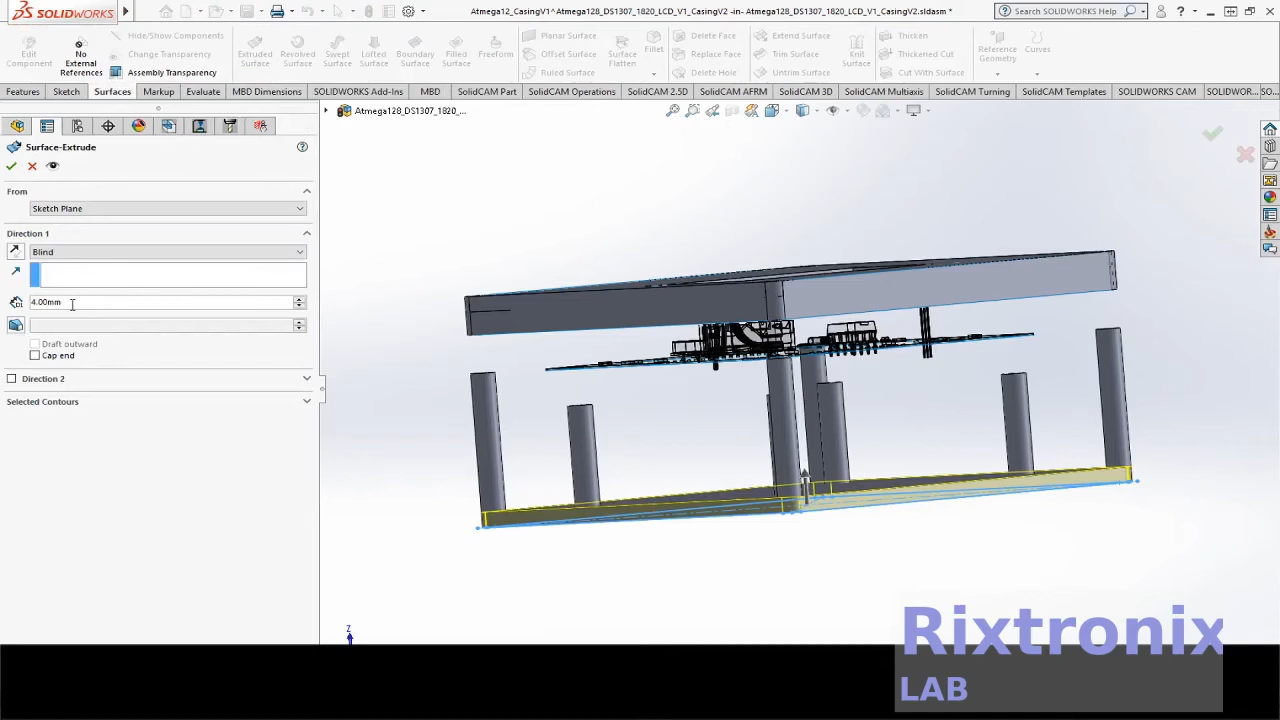 SOLIDWORKS
Atmega12_CasingV1^Atmega128_DS1307_1820_LCD_V1_CasingV2 -in- Atmega128_DS1307_1820_LCD_V1_CasingV2.sldasm *
Search SOLIDWORKS Help
Edit Component
No External References
Hide/Show Components
Change Transparency
Assembly Transparency
Extruded Surface
Revolved Surface
Swept Surface
Lofted Surface
Boundary Surface
Filled Surface
Freeform
Planar Surface
Offset Surface
Ruled Surface
Surface Flatten
Fillet
Delete Face
Replace Face
Delete Hole
Extend Surface
Trim Surface
Untrim Surface
Knit Surface
Thicken
Thickened Cut
Cut With Surface
Reference Geometry
Curves
Features
Sketch
Surfaces
Markup
Evaluate
MBD Dimensions
SOLIDWORKS Add-Ins
MBD
SolidCAM Part
SolidCAM Operations
SolidCAM 2.5D
SolidCAM AFRM
SolidCAM 3D
SolidCAM Multiaxis
SolidCAM Turning
SolidCAM Templates
SOLIDWORKS CAM
SOLIDWOR...
SO...
Atmega128_DS1307_1820_...
Surface-Extrude
From
Sketch Plane
Direction 1
Blind
D1
4.00mm
Draft outward
Cap end
Direction 2
Selected Contours
Z
Rixtronix
LAB